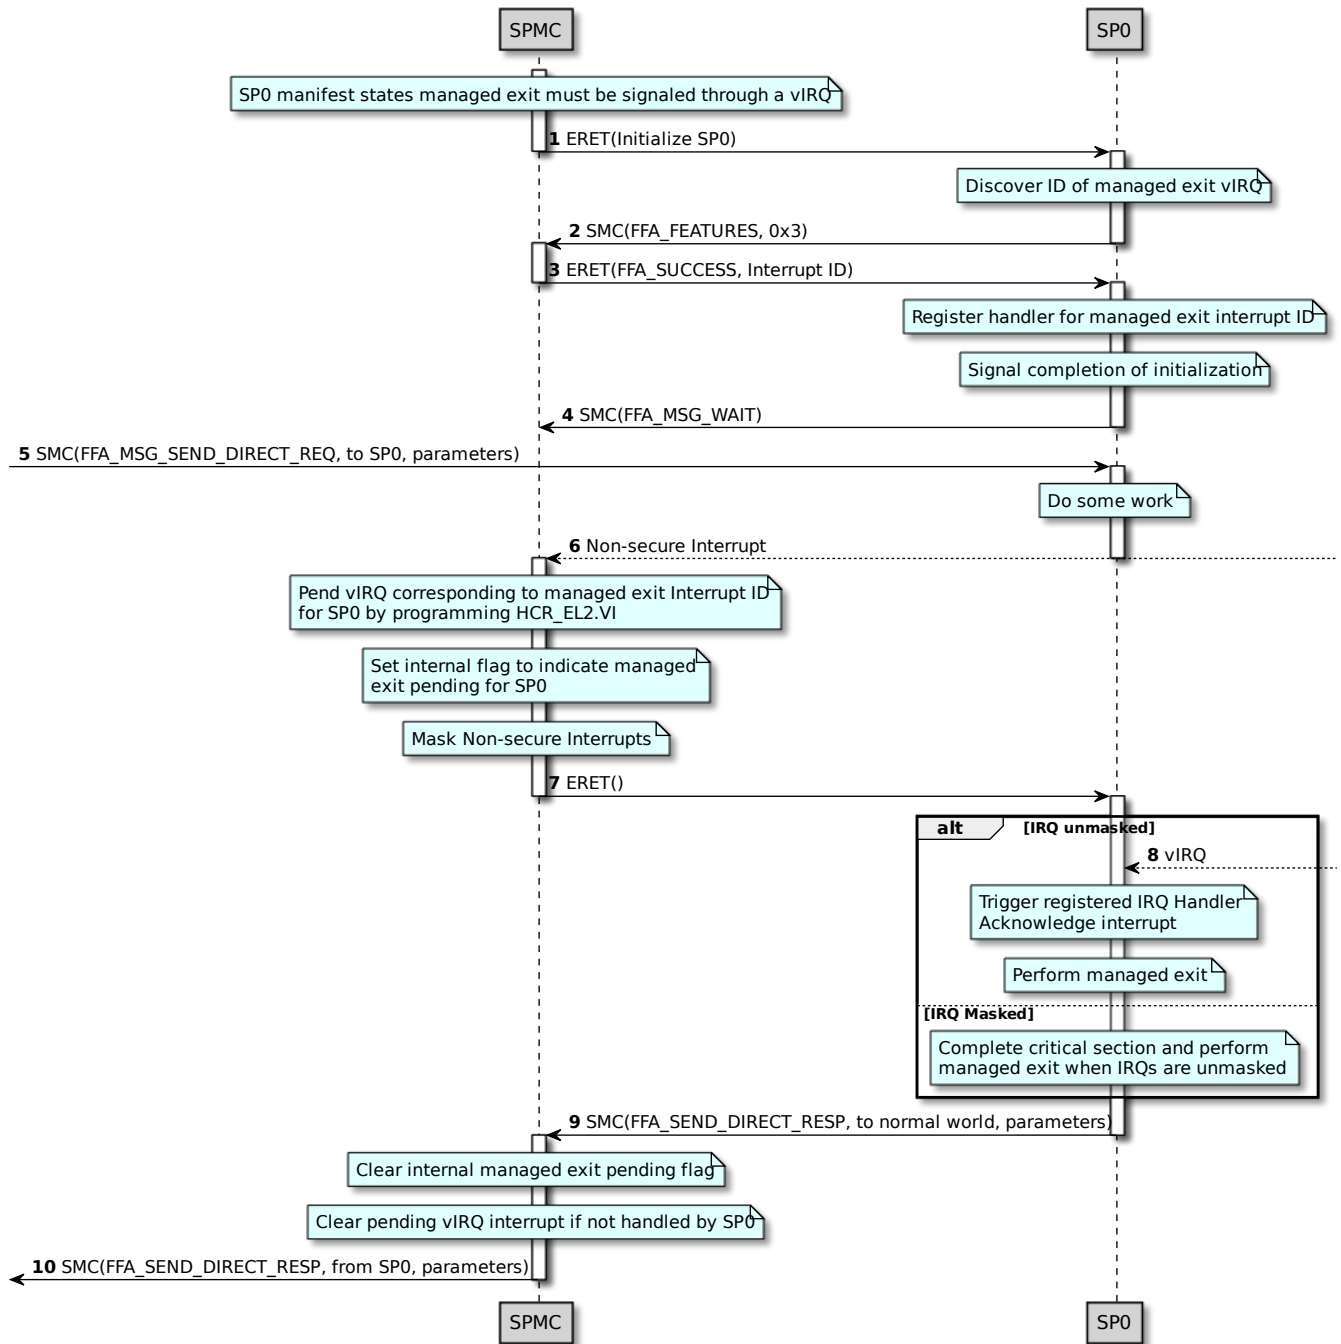 SPMC
SP0
SP0 manifest states managed exit must be signaled through a vIRQ
1 ERET(Initialize SP0)
Discover ID of managed exit vIRQ
2 SMC(FFA_FEATURES, 0x3)
3 ERET(FFA_SUCCESS, Interrupt ID)
Register handler for managed exit interrupt ID
Signal completion of initialization
4 SMC(FFA_MSG_WAIT)
5 SMC(FFA_MSG_SEND_DIRECT_REQ, to SP0, parameters)
Do some work
6 Non-secure Interrupt
Pend vIRQ corresponding to managed exit Interrupt ID
for SP0 by programming HCR_EL2.VI
Set internal flag to indicate managed
exit pending for SP0
Mask Non-secure Interrupts
7 ERET()
alt [IRQ unmasked]
8 vIRQ
Trigger registered IRQ Handler
Acknowledge interrupt
Perform managed exit
[IRQ Masked]
Complete critical section and perform
managed exit when IRQs are unmasked
9 SMC(FFA_SEND_DIRECT_RESP, to normal world, parameters)
Clear internal managed exit pending flag
Clear pending vIRQ interrupt if not handled by SP0
10 SMC(FFA_SEND_DIRECT_RESP, from SP0, parameters)
SPMC
SP0